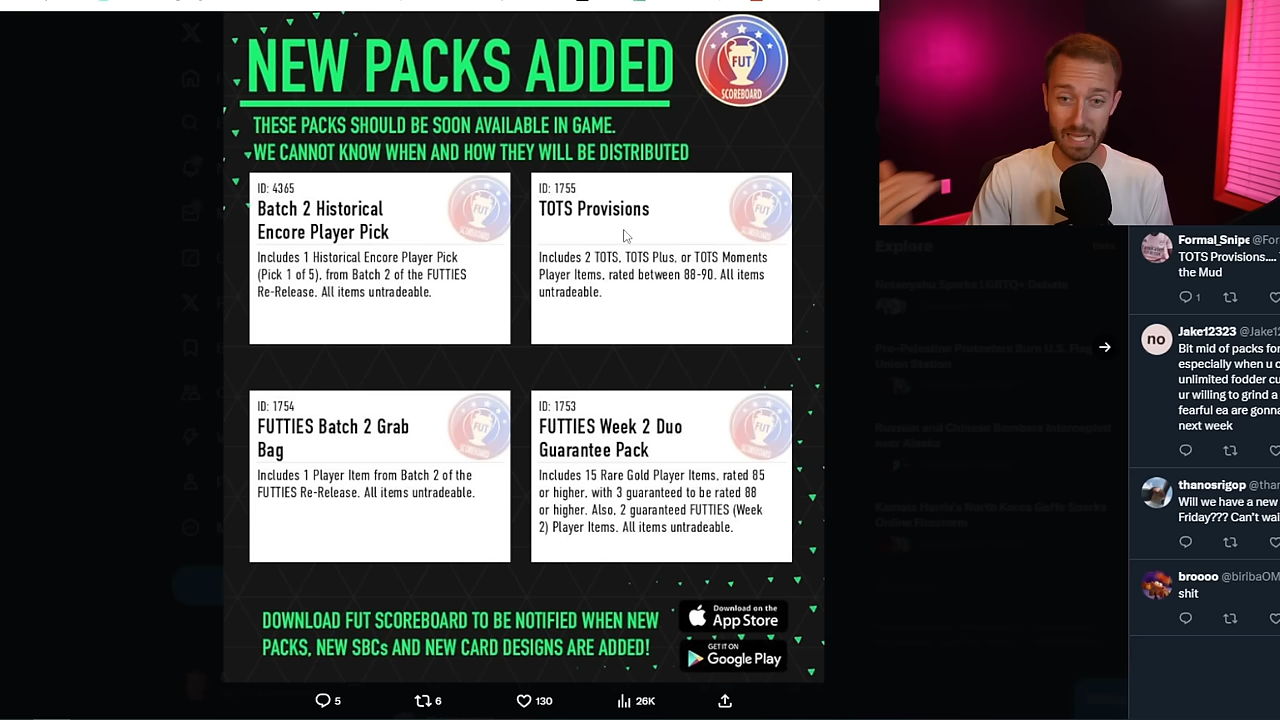 NEW PACKS ADDED
FUT
SCOREBOARD
THESE PACKS SHOULD BE SOON AVAILABLE IN GAME.
WE CANNOT KNOW WHEN AND HOW THEY WILL BE DISTRIBUTED
ID: 4365
Batch 2 Historical
Encore Player Pick
FUT
Includes 1 Historical Encore Player Pick
(Pick 1 of 5), from Batch 2 of the FUTTIES
Re-Release. All items untradeable.
ID: 1755
TOTS Provisions
FUT
Includes 2 TOTS, TOTS Plus, or TOTS Moments
Player Items, rated between 88-90. All items
untradeable.
ID: 1754
FUTTIES Batch 2 Grab
Bag
FUT
Includes 1 Player Item from Batch 2 of the
FUTTIES Re-Release. All items untradeable.
ID: 1753
FUTTIES Week 2 Duo
Guarantee Pack
FUT
Includes 15 Rare Gold Player Items, rated 85
or higher, with 3 guaranteed to be rated 88
or higher. Also, 2 guaranteed FUTTIES (Week
2) Player Items. All items untradeable.
DOWNLOAD FUT SCOREBOARD TO BE NOTIFIED WHEN NEW
PACKS, NEW SBCs AND NEW CARD DESIGNS ARE ADDED!
Download on the
App Store
GET IT ON
Google Play
5
6
130
26K
Explore
Formal_Snipe @For
TOTS Provisions....
the Mud
1
no
Jake12323 @Jake12
Bit mid of packs for
especially when u c
unlimited fodder cu
ur willing to grind a
fearful ea are gonna
next week
thanosrigop @than
Will we have a new
Friday??? Can't wai
broooo @biribaOM
shit